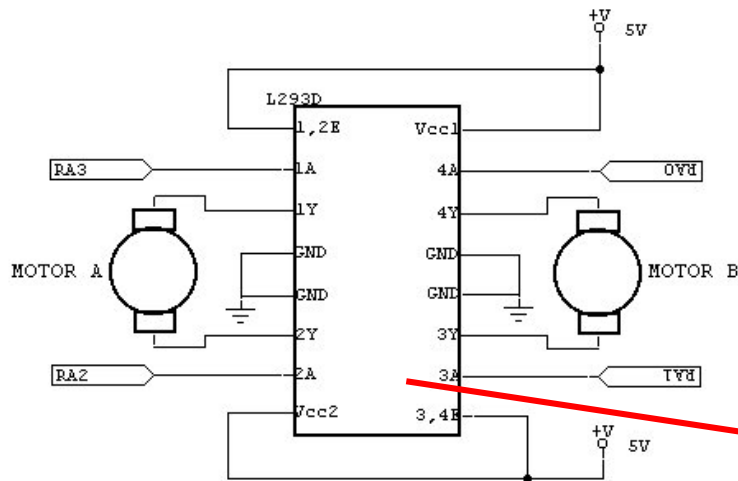 +V
5V
L293D
1,2E
Vcc1
RA3
1A
4A
RA0
1Y
4Y
GND
GND
MOTOR A
MOTOR B
GND
GND
2Y
3Y
RA2
2A
3A
RA1
Vcc2
3,4E
+V
5V